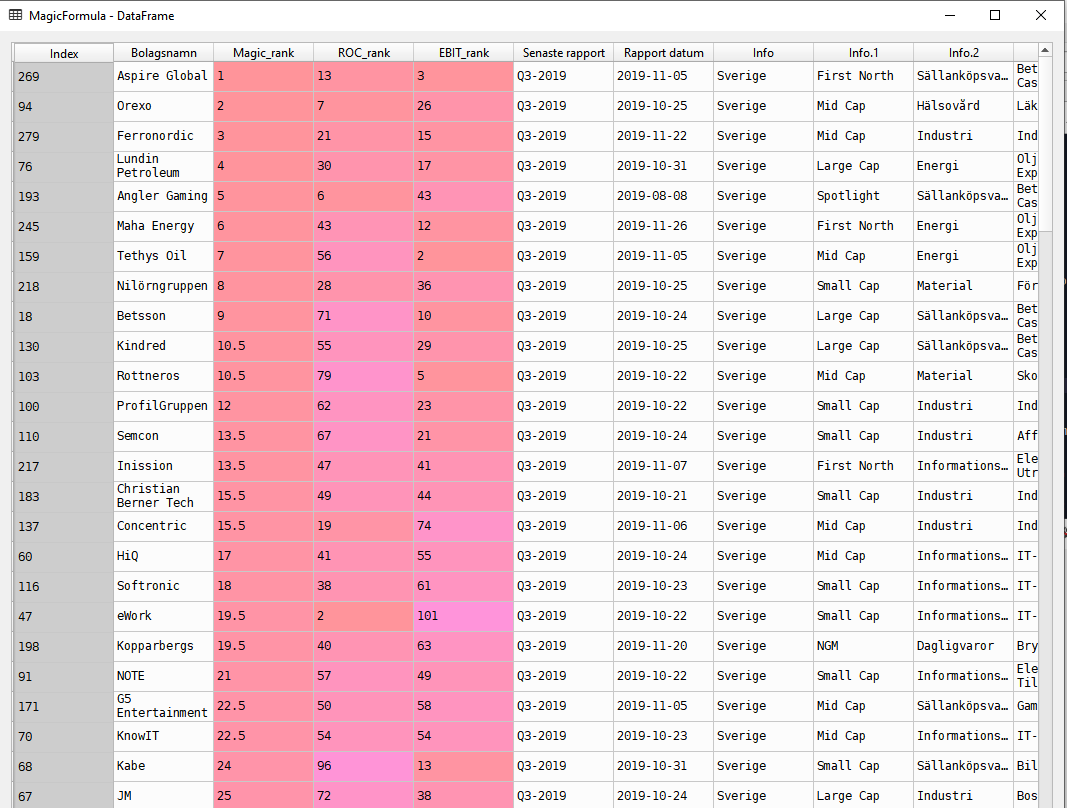 MagicFormula - DataFrame
Index Bolagsnamn Magic_rank ROC_rank EBIT_rank Senaste rapport Rapport datum Info Info.1 Info.2
269 Aspire Global 1 13 3 Q3-2019 2019-11-05 Sverige First North Sällanköpsva… Bet
Cas
94 Orexo 2 7 26 Q3-2019 2019-10-25 Sverige Mid Cap Hälsovård Läk
279 Ferronordic 3 21 15 Q3-2019 2019-11-22 Sverige Mid Cap Industri Ind
76 Lundin
Petroleum 4 30 17 Q3-2019 2019-10-31 Sverige Large Cap Energi Olj
Exp
193 Angler Gaming 5 6 43 Q3-2019 2019-08-08 Sverige Spotlight Sällanköpsva… Bet
Cas
245 Maha Energy 6 43 12 Q3-2019 2019-11-26 Sverige First North Energi Olj
Exp
159 Tethys Oil 7 56 2 Q3-2019 2019-11-05 Sverige Mid Cap Energi Olj
Exp
218 Nilörngruppen 8 28 36 Q3-2019 2019-10-25 Sverige Small Cap Material För
18 Betsson 9 71 10 Q3-2019 2019-10-24 Sverige Large Cap Sällanköpsva… Bet
Cas
130 Kindred 10.5 55 29 Q3-2019 2019-10-25 Sverige Large Cap Sällanköpsva… Bet
Cas
103 Rottneros 10.5 79 5 Q3-2019 2019-10-22 Sverige Mid Cap Material Sko
100 ProfilGruppen 12 62 23 Q3-2019 2019-10-22 Sverige Small Cap Industri Ind
110 Semcon 13.5 67 21 Q3-2019 2019-10-24 Sverige Small Cap Industri Aff
217 Inission 13.5 47 41 Q3-2019 2019-11-07 Sverige First North Informations… Ele
Utr
183 Christian
Berner Tech 15.5 49 44 Q3-2019 2019-10-21 Sverige Small Cap Industri Ind
137 Concentric 15.5 19 74 Q3-2019 2019-11-06 Sverige Mid Cap Industri Ind
60 HiQ 17 41 55 Q3-2019 2019-10-24 Sverige Mid Cap Informations… IT-
116 Softronic 18 38 61 Q3-2019 2019-10-23 Sverige Small Cap Informations… IT-
47 eWork 19.5 2 101 Q3-2019 2019-10-22 Sverige Small Cap Informations… IT-
198 Kopparbergs 19.5 40 63 Q3-2019 2019-11-20 Sverige NGM Dagligvaror Bry
91 NOTE 21 57 49 Q3-2019 2019-10-22 Sverige Small Cap Informations… Ele
Til
171 G5
Entertainment 22.5 50 58 Q3-2019 2019-11-05 Sverige Mid Cap Sällanköpsva… Gam
70 KnowIT 22.5 54 54 Q3-2019 2019-10-23 Sverige Mid Cap Informations… IT-
68 Kabe 24 96 13 Q3-2019 2019-10-31 Sverige Small Cap Sällanköpsva… Bil
67 JM 25 72 38 Q3-2019 2019-10-24 Sverige Large Cap Industri Bos